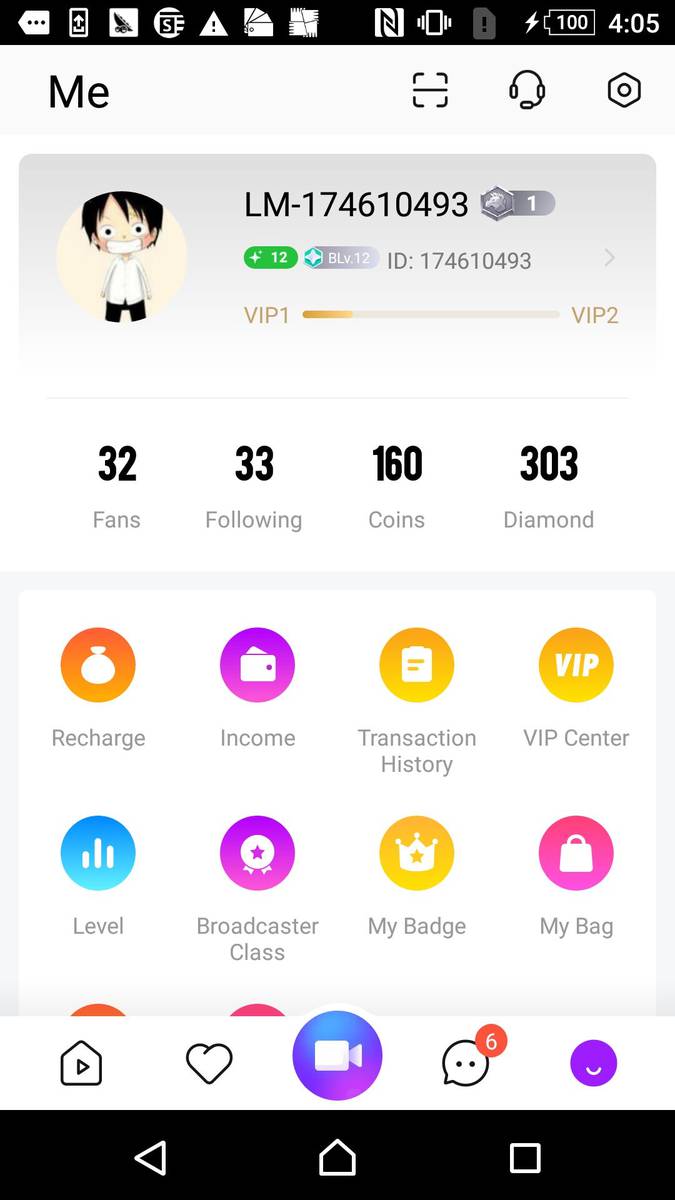 100 4:05
Me
LM-174610493 1
12 BLv.12 ID: 174610493
VIP1 VIP2
32 33 160 303
Fans Following Coins Diamond
VIP
Recharge Income Transaction History VIP Center
Level Broadcaster Class My Badge My Bag
6